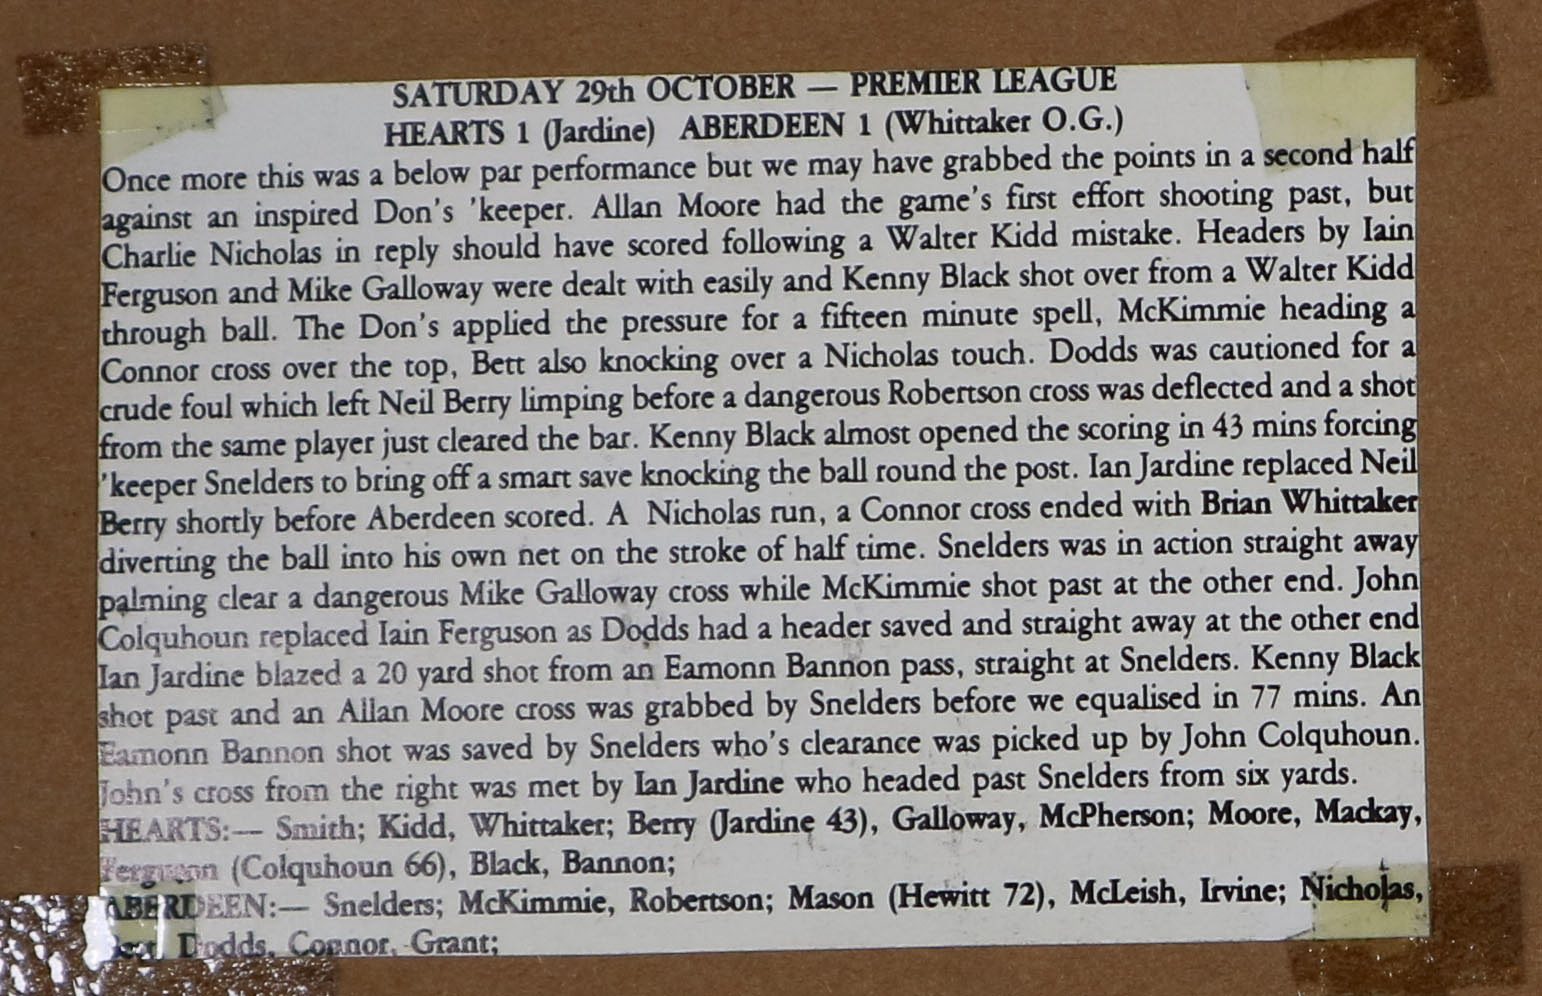 SATURDAY 29th OCTOBER — PREMIER LEAGUE
HEARTS 1 (Jardine) ABERDEEN 1 (Whittaker O.G.)
Once more this was a below par performance but we may have grabbed the points in a second half
against an inspired Don's 'keeper. Allan Moore had the game's first effort shooting past, but
Charlie Nicholas in reply should have scored following a Walter Kidd mistake. Headers by Iain
Ferguson and Mike Galloway were dealt with easily and Kenny Black shot over from a Walter Kidd
through ball. The Don's applied the pressure for a fifteen minute spell, McKimmie heading a
Connor cross over the top, Bett also knocking over a Nicholas touch. Dodds was cautioned for a
crude foul which left Neil Berry limping before a dangerous Robertson cross was deflected and a shot
from the same player just cleared the bar. Kenny Black almost opened the scoring in 43 mins forcing
'keeper Snelders to bring off a smart save knocking the ball round the post. Ian Jardine replaced Neil
Berry shortly before Aberdeen scored. A Nicholas run, a Connor cross ended with Brian Whittaker
diverting the ball into his own net on the stroke of half time. Snelders was in action straight away
palming clear a dangerous Mike Galloway cross while McKimmie shot past at the other end. John
Colquhoun replaced Iain Ferguson as Dodds had a header saved and straight away at the other end
Ian Jardine blazed a 20 yard shot from an Eamonn Bannon pass, straight at Snelders. Kenny Black
shot past and an Allan Moore cross was grabbed by Snelders before we equalised in 77 mins. An
Eamonn Bannon shot was saved by Snelders who's clearance was picked up by John Colquhoun.
John's cross from the right was met by Ian Jardine who headed past Snelders from six yards.
HEARTS:— Smith; Kidd, Whittaker; Berry (Jardine 43), Galloway, McPherson; Moore, Mackay,
Ferguson (Colquhoun 66), Black, Bannon;
ABERDEEN:— Snelders; McKimmie, Robertson; Mason (Hewitt 72), McLeish, Irvine; Nicholas,
Bett, Dodds, Connor, Grant;